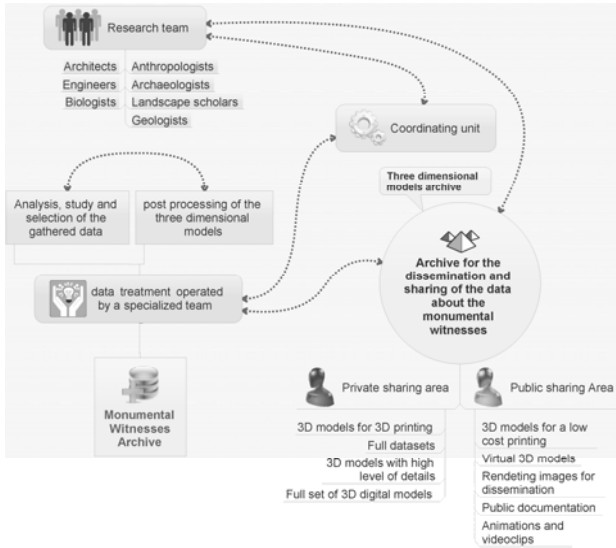 Research team
Architects
Engineers
Biologists
Anthropologists
Archaeologists
Landscape scholars
Geologists
Coordinating unit
Three dimensional
models archive
Analysis, study and
selection of the
gathered data
post processing of the
three dimensional
models
Archive for the
dissemination and
sharing of the data
about the
monumental
witnesses
data treatment operated
by a specialized team
Monumental
Witnesses
Archive
Private sharing area
3D models for 3D printing
Full datasets
3D models with high
level of details
Full set of 3D digital models
Public sharing Area
3D models for a low
cost printing
Virtual 3D models
Rendeting images for
dissemination
Public documentation
Animations and
videoclips